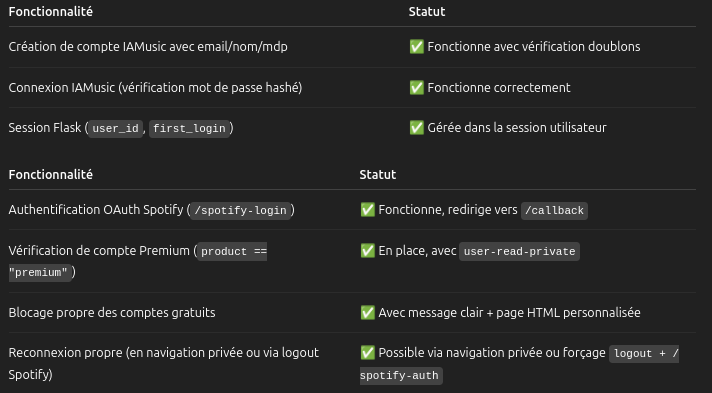 Fonctionnalité Statut
Création de compte IAMusic avec email/nom/mdp ✅ Fonctionne avec vérification doublons
Connexion IAMusic (vérification mot de passe hashé) ✅ Fonctionne correctement
Session Flask (user_id, first_login) ✅ Gérée dans la session utilisateur
Fonctionnalité Statut
Authentification OAuth Spotify (/spotify-login) ✅ Fonctionne, redirige vers /callback
Vérification de compte Premium (product == ✅ En place, avec user-read-private
"premium")
Blocage propre des comptes gratuits ✅ Avec message clair + page HTML personnalisée
Reconnexion propre (en navigation privée ou via logout ✅ Possible via navigation privée ou forçage logout + /
Spotify) spotify-auth